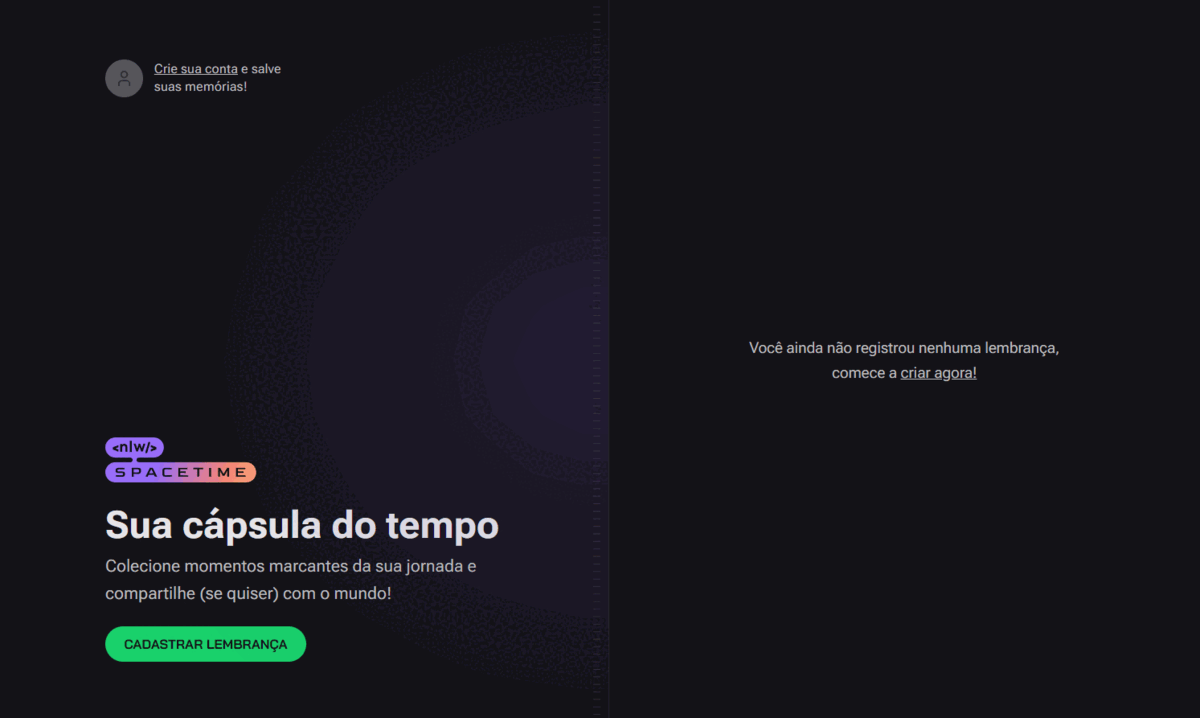 Crie sua conta e salve
suas memórias!
<nlw/>
SPACETIME
Sua cápsula do tempo
Colecione momentos marcantes da sua jornada e
compartilhe (se quiser) com o mundo!
CADASTRAR LEMBRANÇA
Você ainda não registrou nenhuma lembrança,
comece a criar agora!